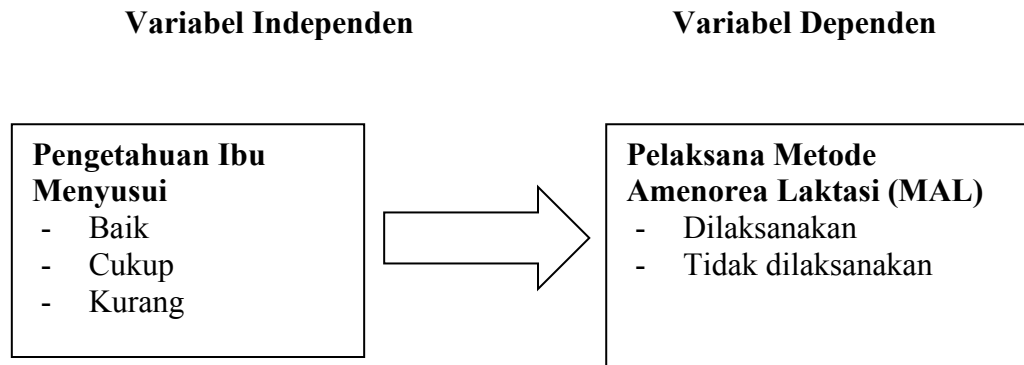 Variabel Independen
Variabel Dependen
Pengetahuan Ibu
Menyusui
- Baik
- Cukup
- Kurang
Pelaksana Metode
Amenorea Laktasi (MAL)
- Dilaksanakan
- Tidak dilaksanakan